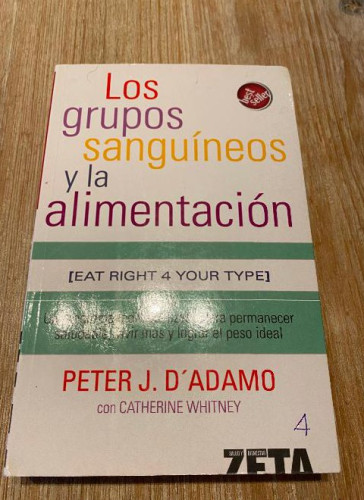 best
seller
Los
grupos
sanguíneos
y la
alimentación
[EAT RIGHT 4 YOUR TYPE]
para permanecer
vivir más y lograr el peso ideal
PETER J. D´ADAMO
con CATHERINE WHITNEY
4
ZETA